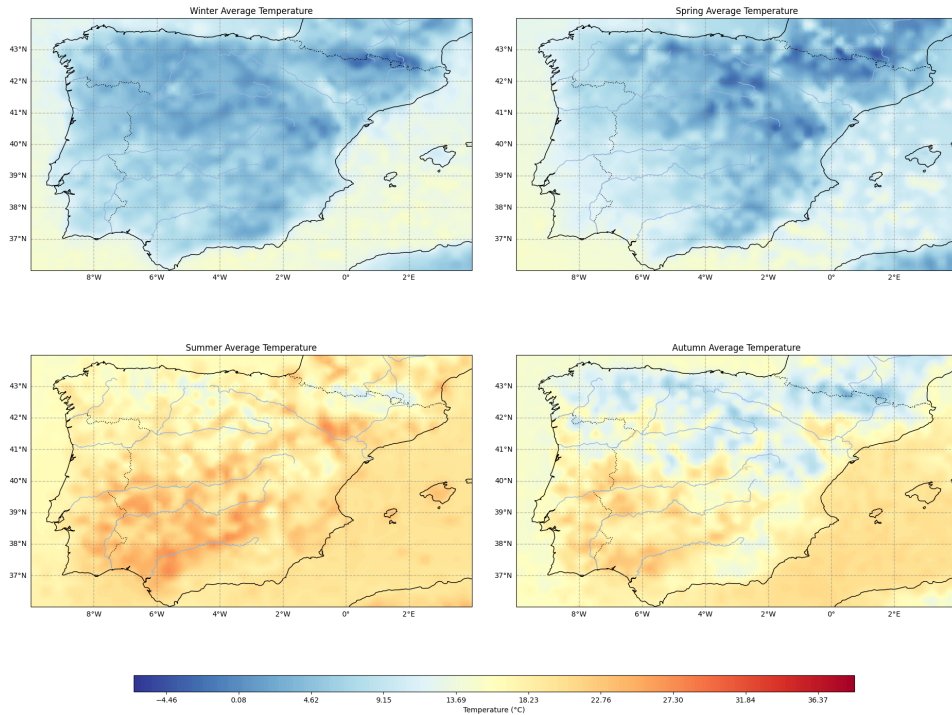 Winter Average Temperature
Spring Average Temperature
43°N
42°N
41°N
40°N
39°N
38°N
37°N
8°W 6°W 4°W 2°W 0° 2°E
43°N
42°N
41°N
40°N
39°N
38°N
37°N
8°W 6°W 4°W 2°W 0° 2°E
Summer Average Temperature
Autumn Average Temperature
43°N
42°N
41°N
40°N
39°N
38°N
37°N
8°W 6°W 4°W 2°W 0° 2°E
43°N
42°N
41°N
40°N
39°N
38°N
37°N
8°W 6°W 4°W 2°W 0° 2°E
−4.46 0.08 4.62 9.15 13.69 18.23 22.76 27.30 31.84 36.37
Temperature (°C)